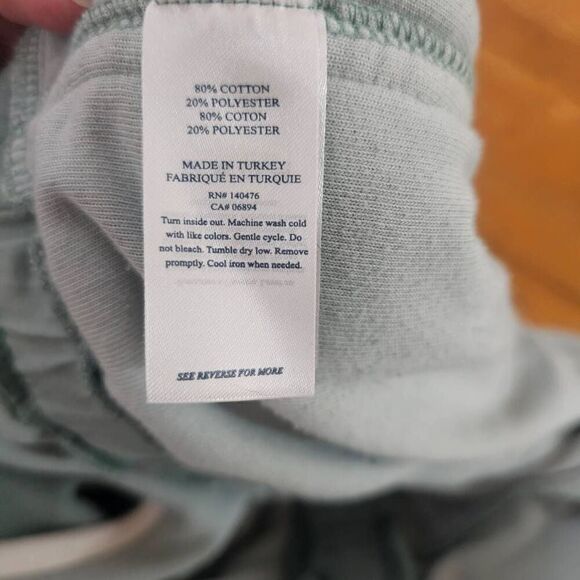 80% COTTON
20% POLYESTER
80% COTON
20% POLYESTER
MADE IN TURKEY
FABRIQUÉ EN TURQUIE
RN# 140476
CA# 06894
Turn inside out. Machine wash cold
with like colors. Gentle cycle. Do
not bleach. Tumble dry low. Remove
promptly. Cool iron when needed.
SEE REVERSE FOR MORE